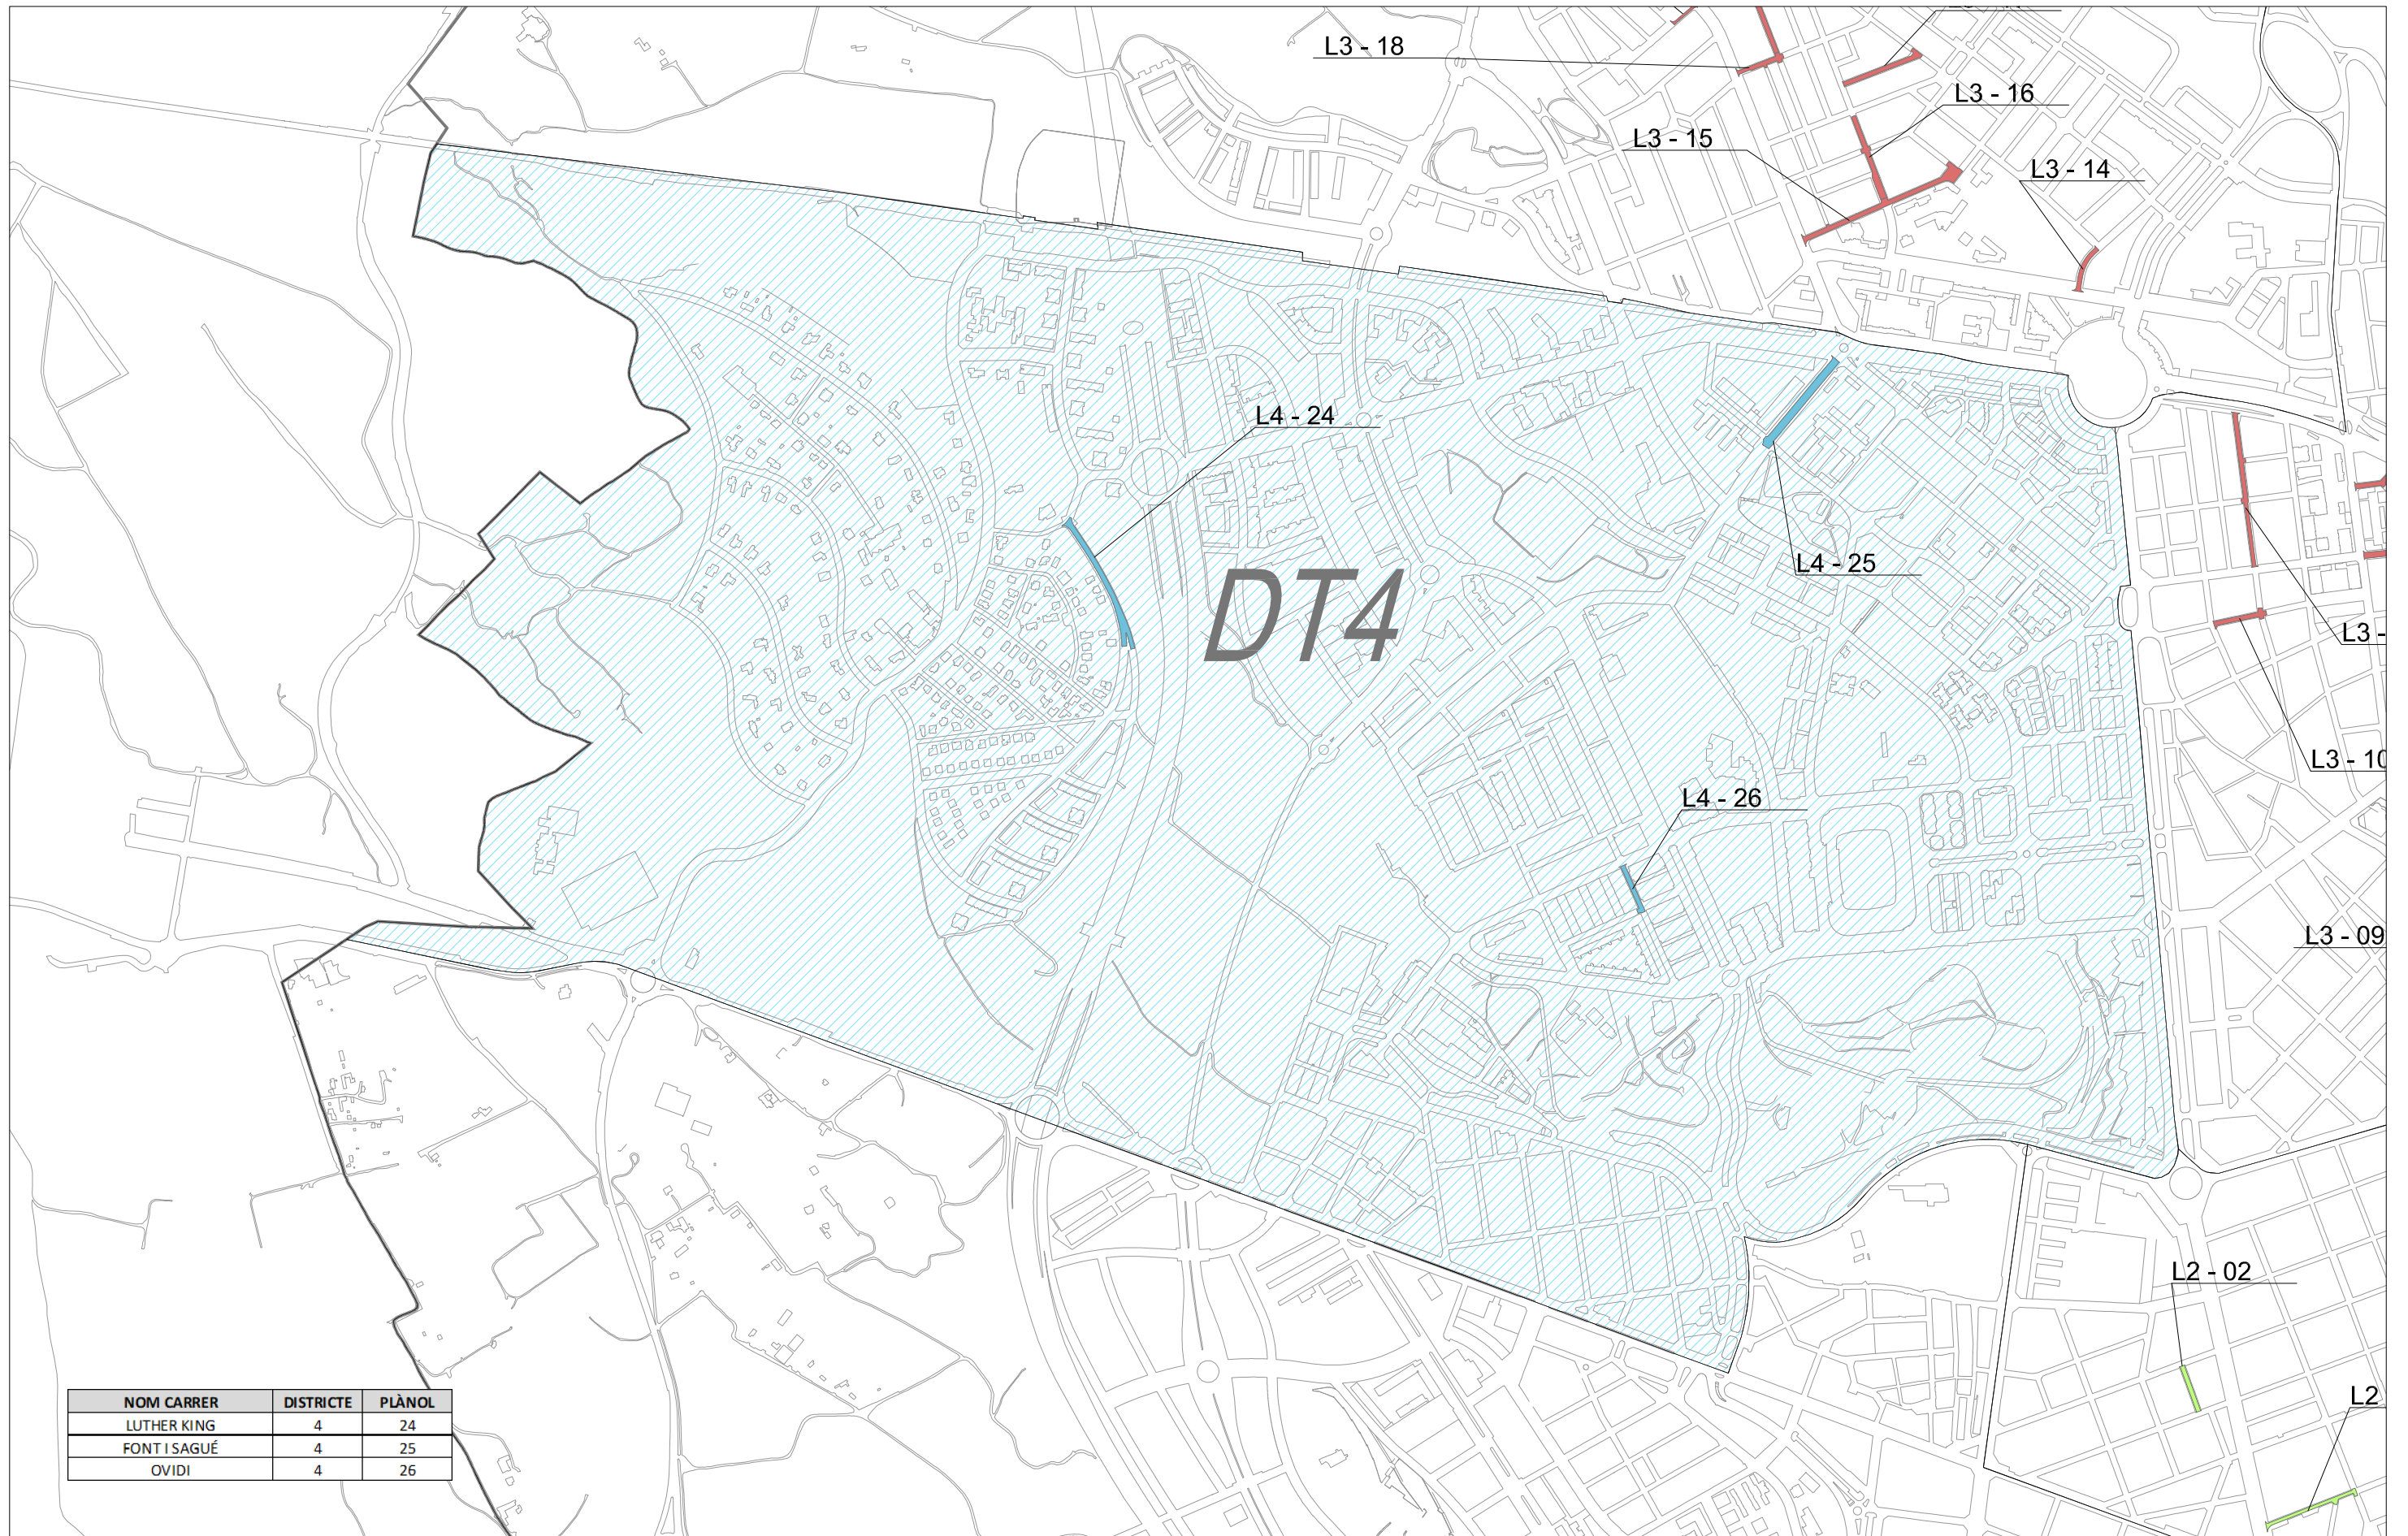 L3 - 18
L3 - 16
L3 - 15
L3 - 14
L4 - 24
L4 - 25
DT4
L3 -
L3 - 10
L4 - 26
L3 - 09
L2 - 02
L2
NOM CARRER DISTRICTE PLÀNOL
LUTHER KING 4 24
FONT I SAGUÉ 4 25
OVIDI 4 26